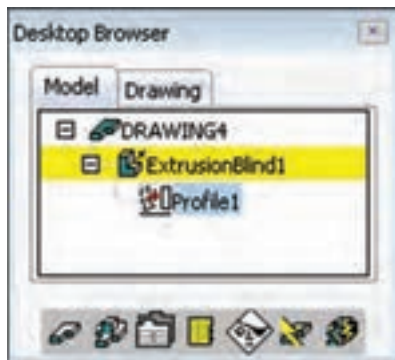 Desktop Browser
Model Drawing
DRAWING4
ExtrusionBlind1
Profile1